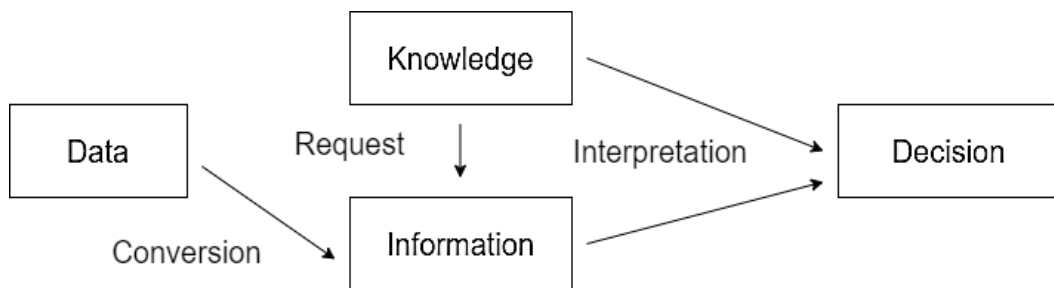 Knowledge
Data
Request
Interpretation
Decision
Conversion
Information